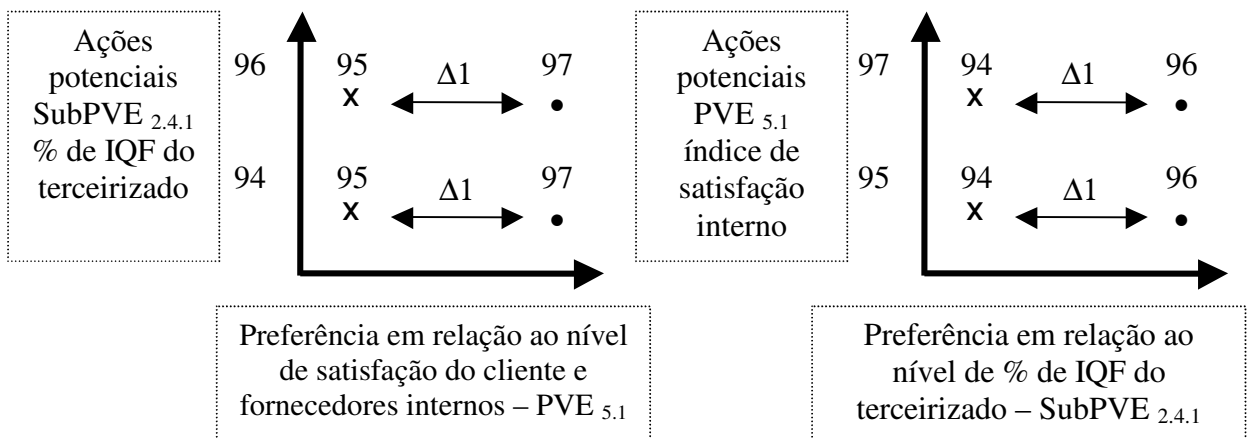 Ações
potenciais
SubPVE 2.4.1
% de IQF do
terceirizado
96
95
x
Δ1
97
94
95
x
Δ1
97
Preferência em relação ao nível
de satisfação do cliente e
fornecedores internos – PVE 5.1
Ações
potenciais
PVE 5.1
índice de
satisfação
interno
97
94
x
Δ1
96
95
94
x
Δ1
96
Preferência em relação ao
nível de % de IQF do
terceirizado – SubPVE 2.4.1